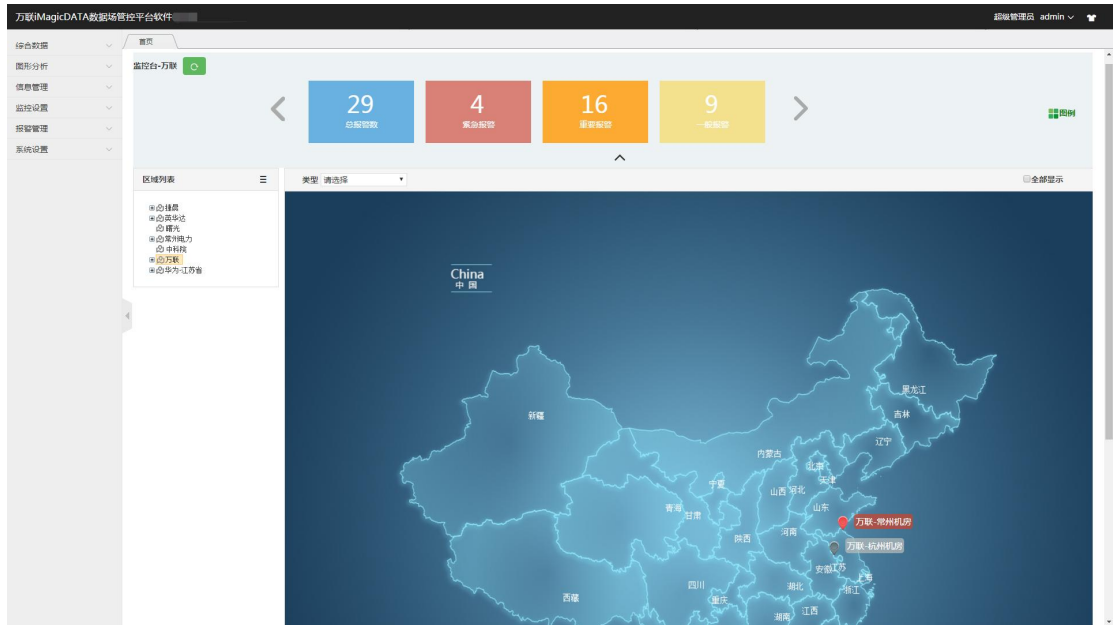 万联iMagicDATA数据场管控平台软件
超级管理员 admin
综合数据
图形分析
信息管理
监控设置
报警管理
系统设置
首页
监控台-万联
29
总报警数
4
紧急报警
16
重要报警
9
一般报警
图例
区域列表
类型 请选择
全部显示
捷晨
英华达
曙光
常州电力
中科院
万联
华为-江苏省
China
中国
黑龙江
吉林
新疆
辽宁
内蒙古
北京
天津
宁夏
山西
河北
青海
甘肃
山东
万联-常州机房
河南
陕西
万联-杭州机房
安徽
江苏
上海
四川
湖北
浙江
西藏
重庆
湖南
江西